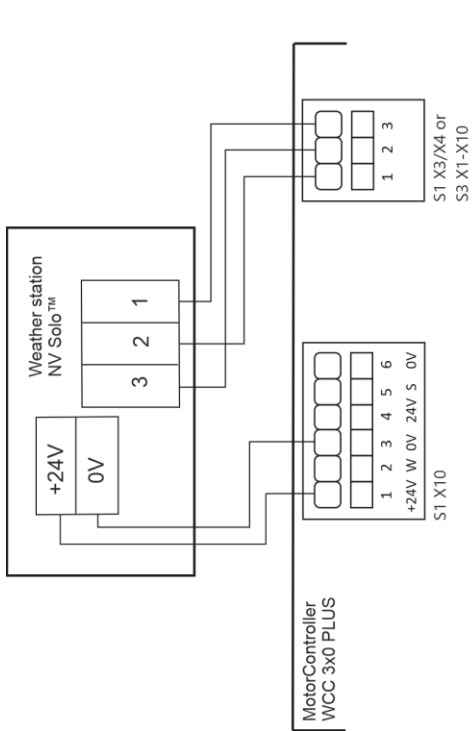 Weather station
NV Solo™
+24V
0V
3 2 1
MotorController
WCC 3x0 PLUS
1 2 3 4 5 6
+24V W 0V 24V S 0V
S1 X10
1 2 3
S1 X3/X4 or
S3 X1-X10